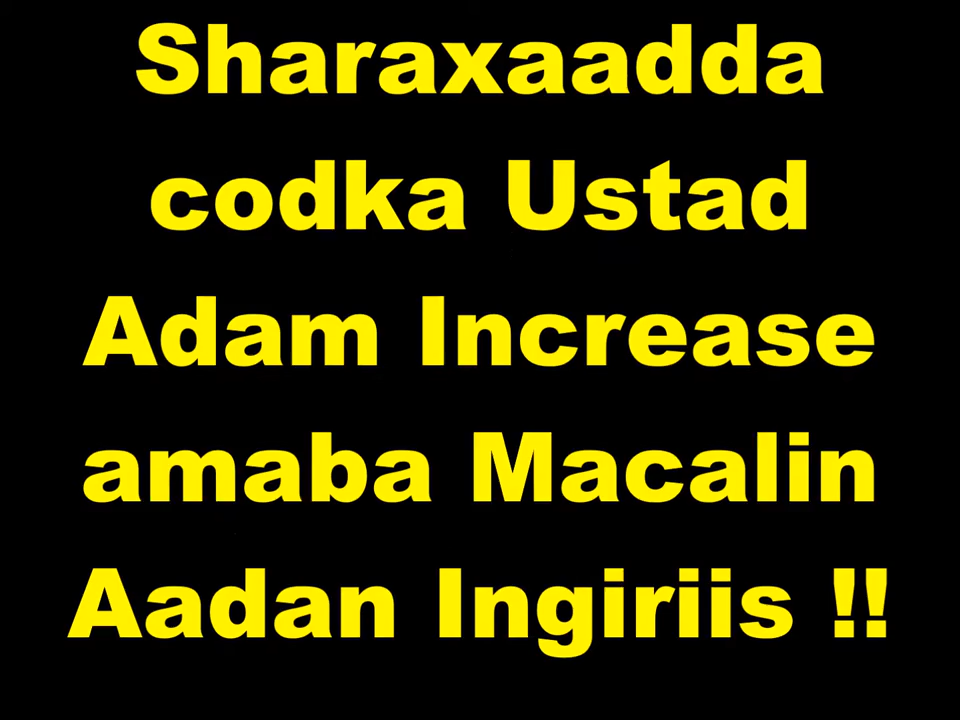 Sharaxaadda
codka Ustad
Adam Increase
amaba Macalin
Aadan Ingiriis !!